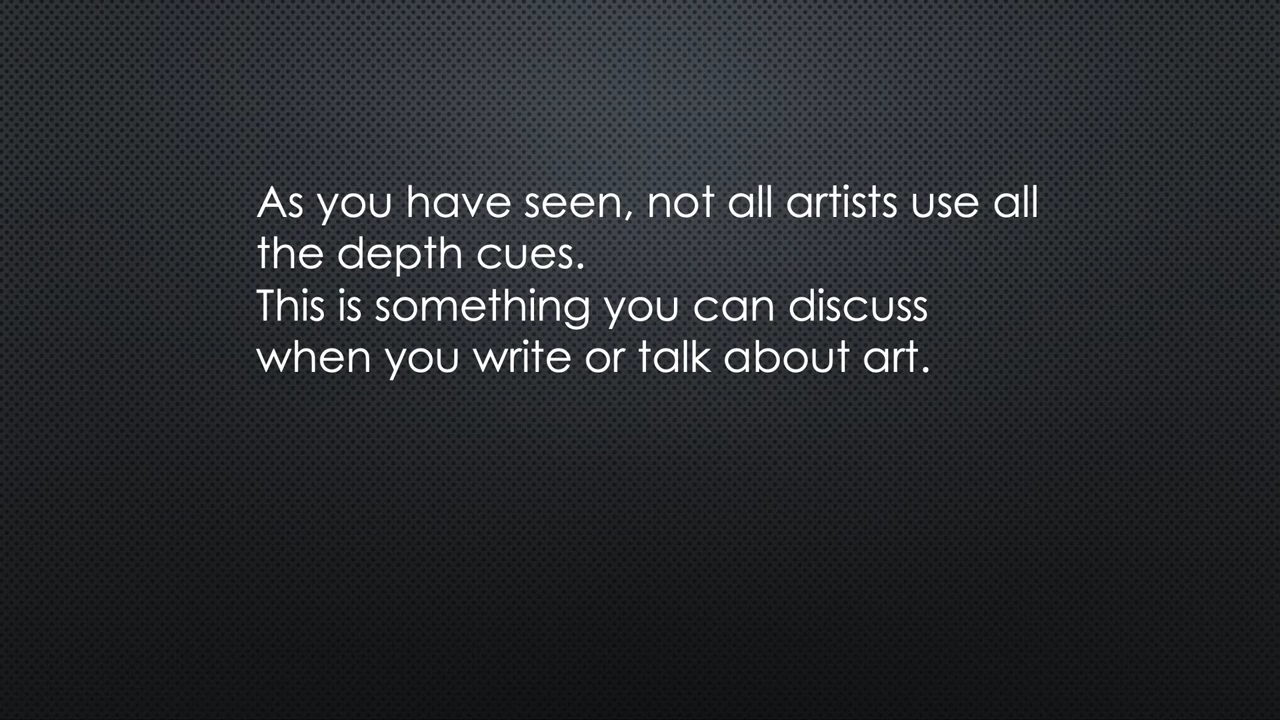 As you have seen, not all artists use all
the depth cues.
This is something you can discuss
when you write or talk about art.